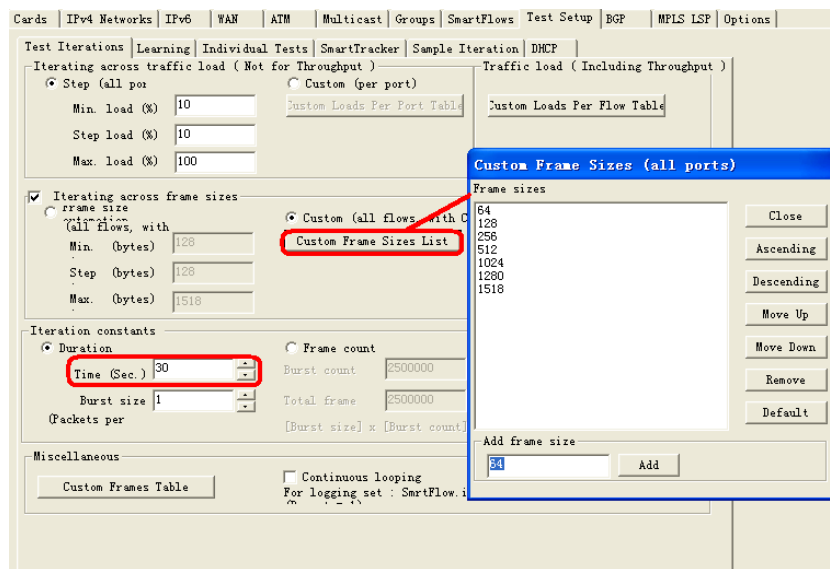 Cards IPv4 Networks IPv6 WAN ATM Multicast Groups SmartFlows Test Setup BGP MPLS LSP Options
Test Iterations Learning Individual Tests SmartTracker Sample Iteration DHCP
Iterating across traffic load ( Not for Throughput )
Traffic load ( Including Throughput )
Step (all por
Custom (per port)
Min. load (%) 10
Custom Loads Per Port Table
Custom Loads Per Flow Table
Step load (%) 10
Max. load (%) 100
Iterating across frame sizes
frame size
(all flows, with
Custom (all flows, with C
Min. (bytes) 128
Custom Frame Sizes List
Step (bytes) 128
Max. (bytes) 1518
Iteration constants
Duration
Frame count
Time (Sec.) 30
Burst count 2500000
Burst size 1
Total frame 2500000
(Packets per
[Burst size] x [Burst count]
Miscellaneous
Custom Frames Table
Continuous looping
For logging set : SmrtFlow.i
Custom Frame Sizes (all ports)
Frame sizes
64
128
256
512
1024
1280
1518
Close
Ascending
Descending
Move Up
Move Down
Remove
Default
Add frame size
64
Add